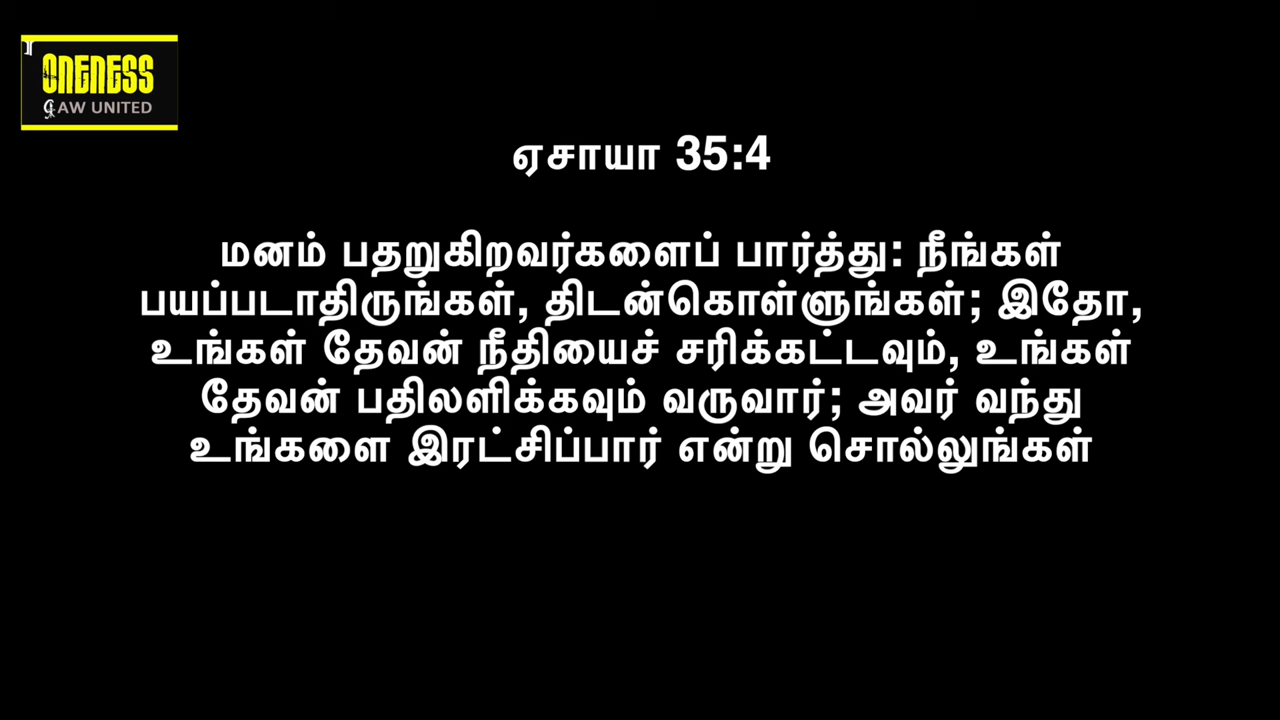 ONENESS
GAW UNITED
ஏசாயா 35:4
மனம் பதறுகிறவர்களைப் பார்த்து: நீங்கள்
பயப்படாதிருங்கள், திடன்கொள்ளுங்கள்; இதோ,
உங்கள் தேவன் நீதியைச் சரிக்கட்டவும், உங்கள்
தேவன் பதிலளிக்கவும் வருவார்; அவர் வந்து
உங்களை இரட்சிப்பார் என்று சொல்லுங்கள்